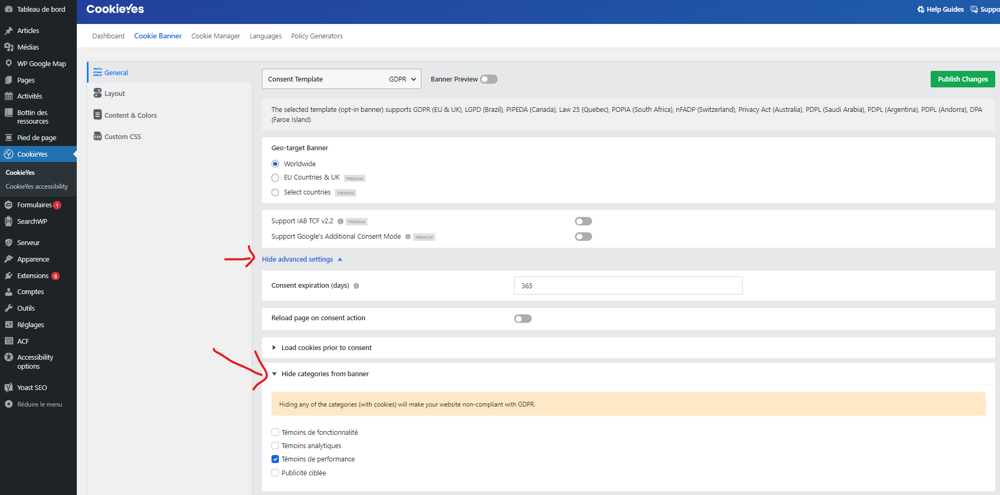 Tableau de bord
Articles
Médias
WP Google Map
Pages
Activités
Bottin des
ressources
Pied de page
CookieYes
CookieYes
CookieYes accessibility
Formulaires 1
SearchWP
Serveur
Apparence
Extensions 8
Comptes
Outils
Réglages
ACF
Accessibility
options
Yoast SEO
Réduire le menu
CookieYes
Help Guides
Suppo
Dashboard
Cookie Banner
Cookie Manager
Languages
Policy Generators
General
Layout
Content & Colors
CSS
Custom CSS
Consent Template GDPR
Banner Preview
Publish Changes
The selected template (opt-in banner) supports GDPR (EU & UK), LGPD (Brazil), PIPEDA (Canada), Law 25 (Quebec), POPIA (South Africa), nFADP (Switzerland), Privacy Act (Australia), PDPL (Saudi Arabia), PDPL (Argentina), PDPL (Andorra), DPA
(Faroe Island)
Geo-target Banner
Worldwide
EU Countries & UK PREMIUM
Select countries PREMIUM
Support IAB TCF v2.2 PREMIUM
Support Google's Additional Consent Mode PREMIUM
Hide advanced settings
Consent expiration (days) 365
Reload page on consent action
Load cookies prior to consent
Hide categories from banner
Hiding any of the categories (with cookies) will make your website non-compliant with GDPR.
Témoins de fonctionnalité
Témoins analytiques
Témoins de performance
Publicité ciblée